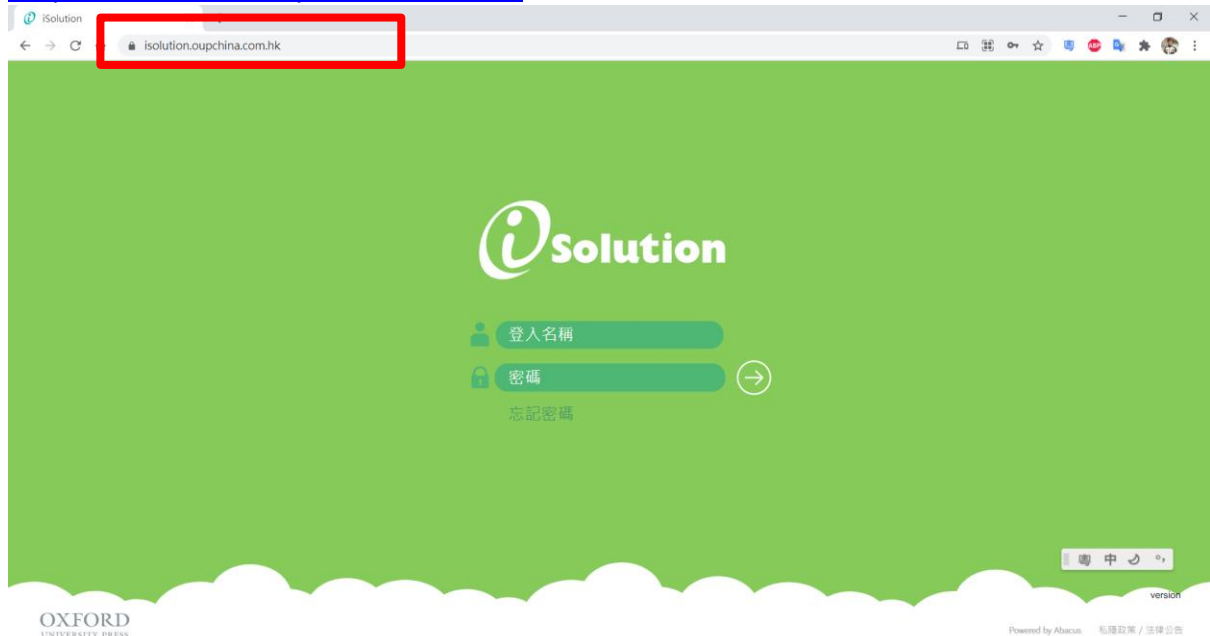 iSolution
isolution.oupchina.com.hk
ABP
iSolution
登入名稱
密碼
忘記密碼
中
version
OXFORD
UNIVERSITY PRESS
Powered by Abacus 私隱政策 / 法律公告